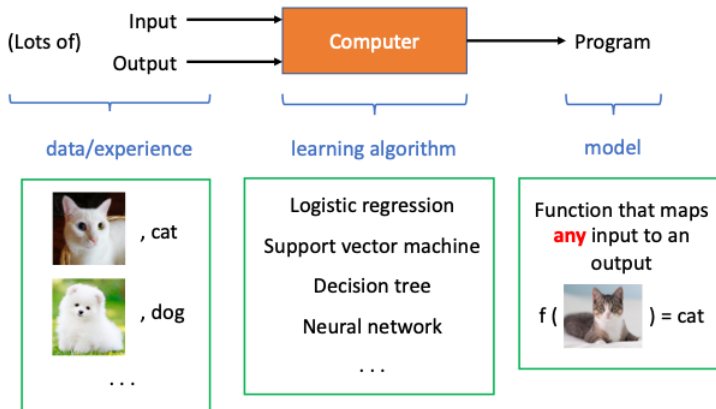 (Lots of)
Input
Output
Computer
Program
data/experience
learning algorithm
model
, cat
, dog
. . .
Logistic regression
Support vector machine
Decision tree
Neural network
. . .
Function that maps
any input to an
output
f ( ) = cat